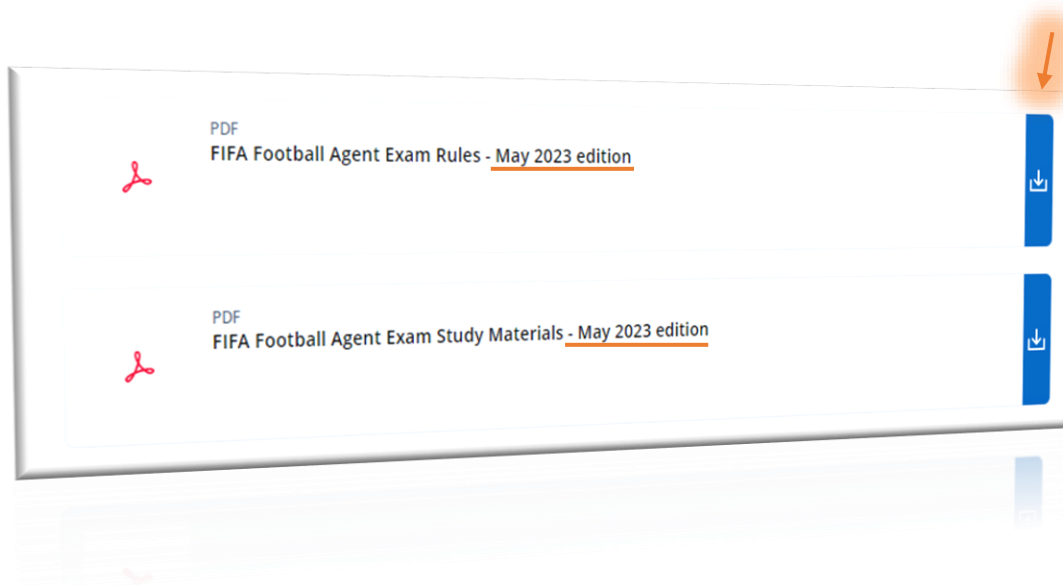 PDF
FIFA Football Agent Exam Rules - May 2023 edition
PDF
FIFA Football Agent Exam Study Materials - May 2023 edition